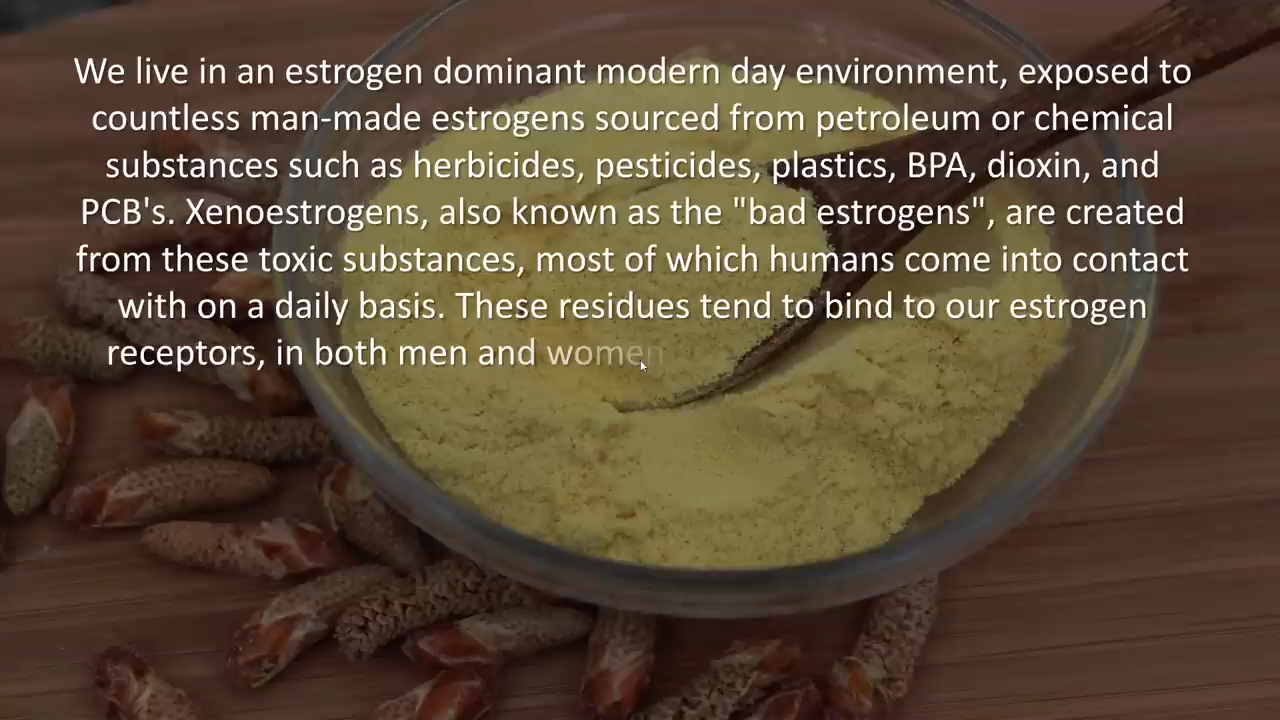 We live in an estrogen dominant modern day environment, exposed to
countless man-made estrogens sourced from petroleum or chemical
substances such as herbicides, pesticides, plastics, BPA, dioxin, and
PCB's. Xenoestrogens, also known as the "bad estrogens", are created
from these toxic substances, most of which humans come into contact
with on a daily basis. These residues tend to bind to our estrogen
receptors, in both men and women